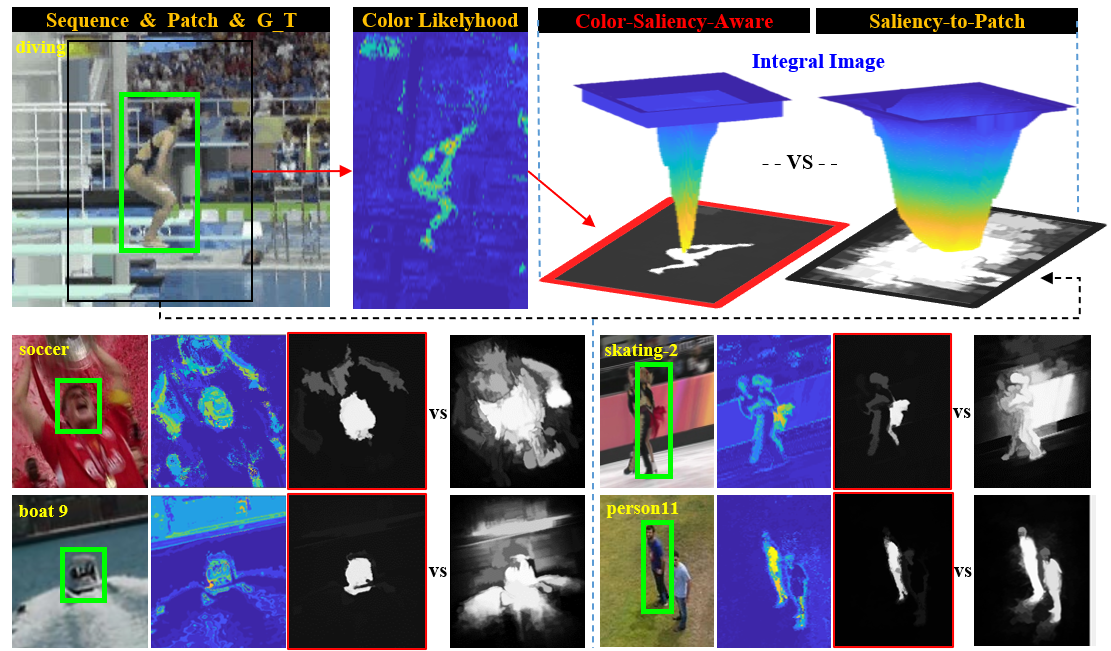 Sequence & Patch & G_T
Color Likelyhood
Color-Saliency-Aware
Saliency-to-Patch
diving
Integral Image
- - VS - -
soccer
vs
skating-2
vs
boat 9
vs
person11
vs